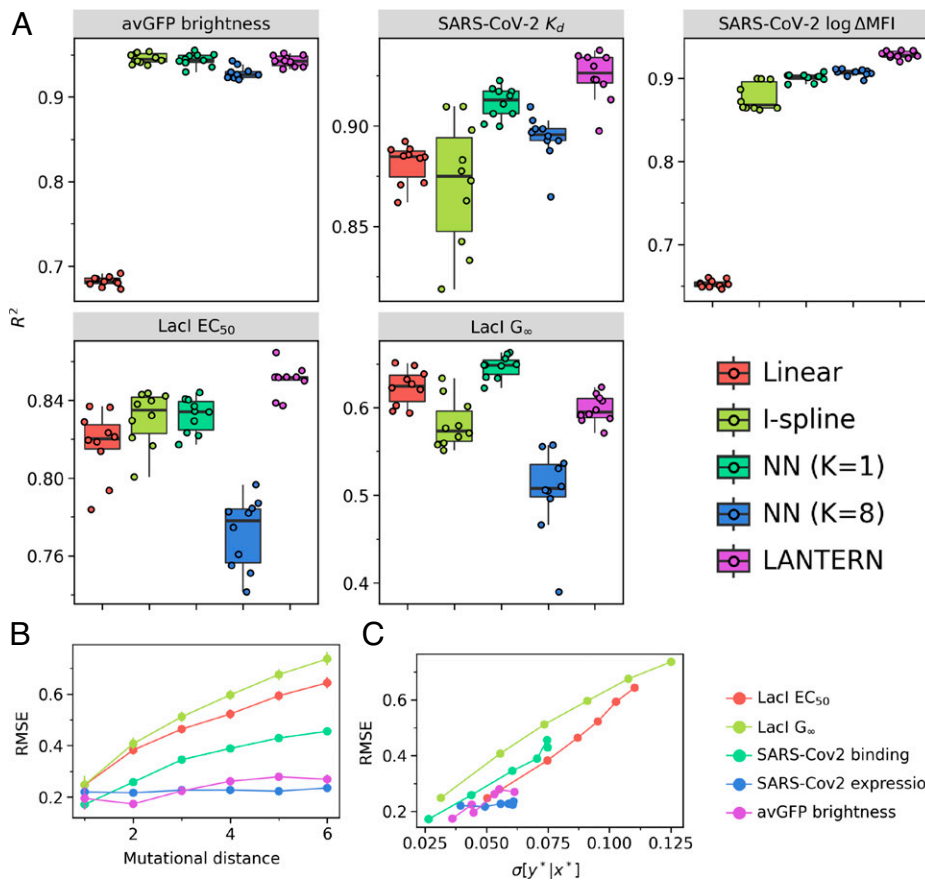 A
avGFP brightness
SARS-CoV-2 K_d
SARS-CoV-2 log ΔMFI
0.9
0.8
0.7
0.90
0.85
0.9
0.8
0.7
R²
LacI EC₅₀
LacI G∞
0.84
0.80
0.76
0.6
0.5
0.4
Linear
I-spline
NN (K=1)
NN (K=8)
LANTERN
B
RMSE
0.6
0.4
0.2
2
4
6
Mutational distance
C
RMSE
0.6
0.4
0.2
0.025
0.050
0.075
0.100
0.125
σ[y*|x*]
LacI EC₅₀
LacI G∞
SARS-Cov2 binding
SARS-Cov2 expressio
avGFP brightness